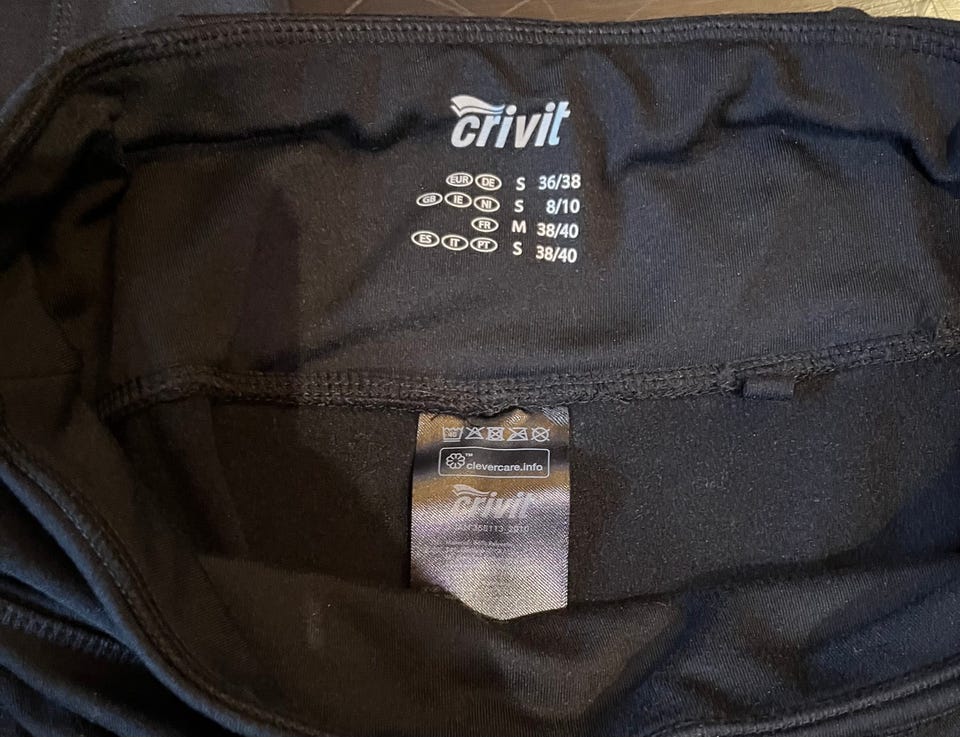 crivit
EUR DE S 36/38
GB IE NI S 8/10
FR M 38/40
ES IT PT S 38/40
™
clevercare.info
crivit